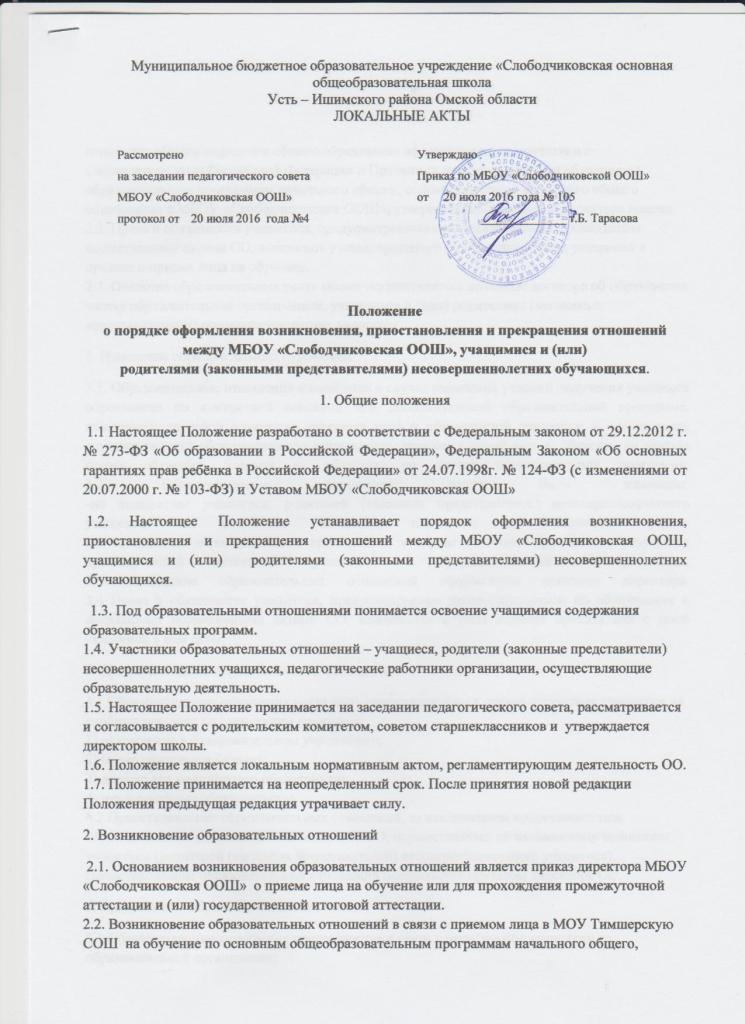 Муниципальное бюджетное образовательное учреждение «Слободчиковская основная
общеобразовательная школа
Усть – Ишимского района Омской области
ЛОКАЛЬНЫЕ АКТЫ
Рассмотрено
на заседании педагогического совета
МБОУ «Слободчиковская ООШ»
протокол от 20 июля 2016 года №4
Утверждаю
Приказ по МБОУ «Слободчиковской ООШ»
от 20 июля 2016 года № 105
Т.Б. Тарасова
Положение
о порядке оформления возникновения, приостановления и прекращения отношений
между МБОУ «Слободчиковская ООШ», учащимися и (или)
родителями (законными представителями) несовершеннолетних обучающихся.
1. Общие положения
1.1 Настоящее Положение разработано в соответствии с Федеральным законом от 29.12.2012 г.
№ 273-ФЗ «Об образовании в Российской Федерации», Федеральным Законом «Об основных
гарантиях прав ребёнка в Российской Федерации» от 24.07.1998г. № 124-ФЗ (с изменениями от
20.07.2000 г. № 103-ФЗ) и Уставом МБОУ «Слободчиковская ООШ»
1.2. Настоящее Положение устанавливает порядок оформления возникновения,
приостановления и прекращения отношений между МБОУ «Слободчиковская ООШ,
учащимися и (или) родителями (законными представителями) несовершеннолетних
обучающихся.
1.3. Под образовательными отношениями понимается освоение учащимися содержания
образовательных программ.
1.4. Участники образовательных отношений – учащиеся, родители (законные представители)
несовершеннолетних учащихся, педагогические работники организации, осуществляющие
образовательную деятельность.
1.5. Настоящее Положение принимается на заседании педагогического совета, рассматривается
и согласовывается с родительским комитетом, советом старшеклассников и утверждается
директором школы.
1.6. Положение является локальным нормативным актом, регламентирующим деятельность ОО.
1.7. Положение принимается на неопределенный срок. После принятия новой редакции
Положения предыдущая редакция утрачивает силу.
2. Возникновение образовательных отношений
2.1. Основанием возникновения образовательных отношений является приказ директора МБОУ
«Слободчиковская ООШ» о приеме лица на обучение или для прохождения промежуточной
аттестации и (или) государственной итоговой аттестации.
2.2. Возникновение образовательных отношений в связи с приемом лица в МОУ Тимшерскую
СОШ на обучение по основным общеобразовательным программам начального общего,